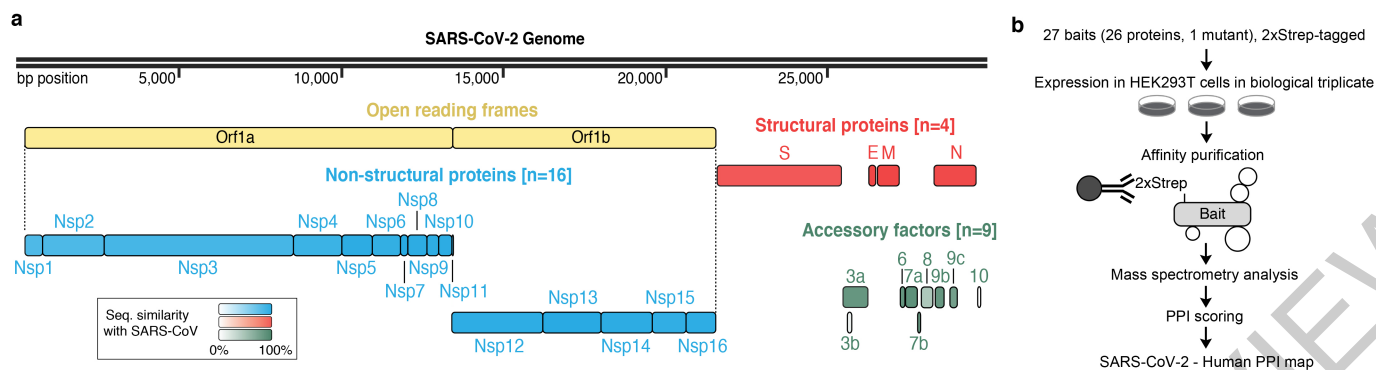 a
SARS-CoV-2 Genome
bp position 5,000 10,000 15,000 20,000 25,000
Open reading frames
Orf1a Orf1b
Structural proteins [n=4]
S E M N
Non-structural proteins [n=16]
Nsp8
Nsp2 Nsp4 Nsp6 Nsp10
Nsp1 Nsp3 Nsp5 Nsp9
Nsp7 Nsp11
Nsp13 Nsp15
Nsp12 Nsp14 Nsp16
Accessory factors [n=9]
6 8 9c
3a 7a 9b 10
3b 7b
Seq. similarity
with SARS-CoV
0% 100%
b
27 baits (26 proteins, 1 mutant), 2xStrep-tagged
Expression in HEK293T cells in biological triplicate
Affinity purification
2xStrep
Bait
Mass spectrometry analysis
PPI scoring
SARS-CoV-2 - Human PPI map